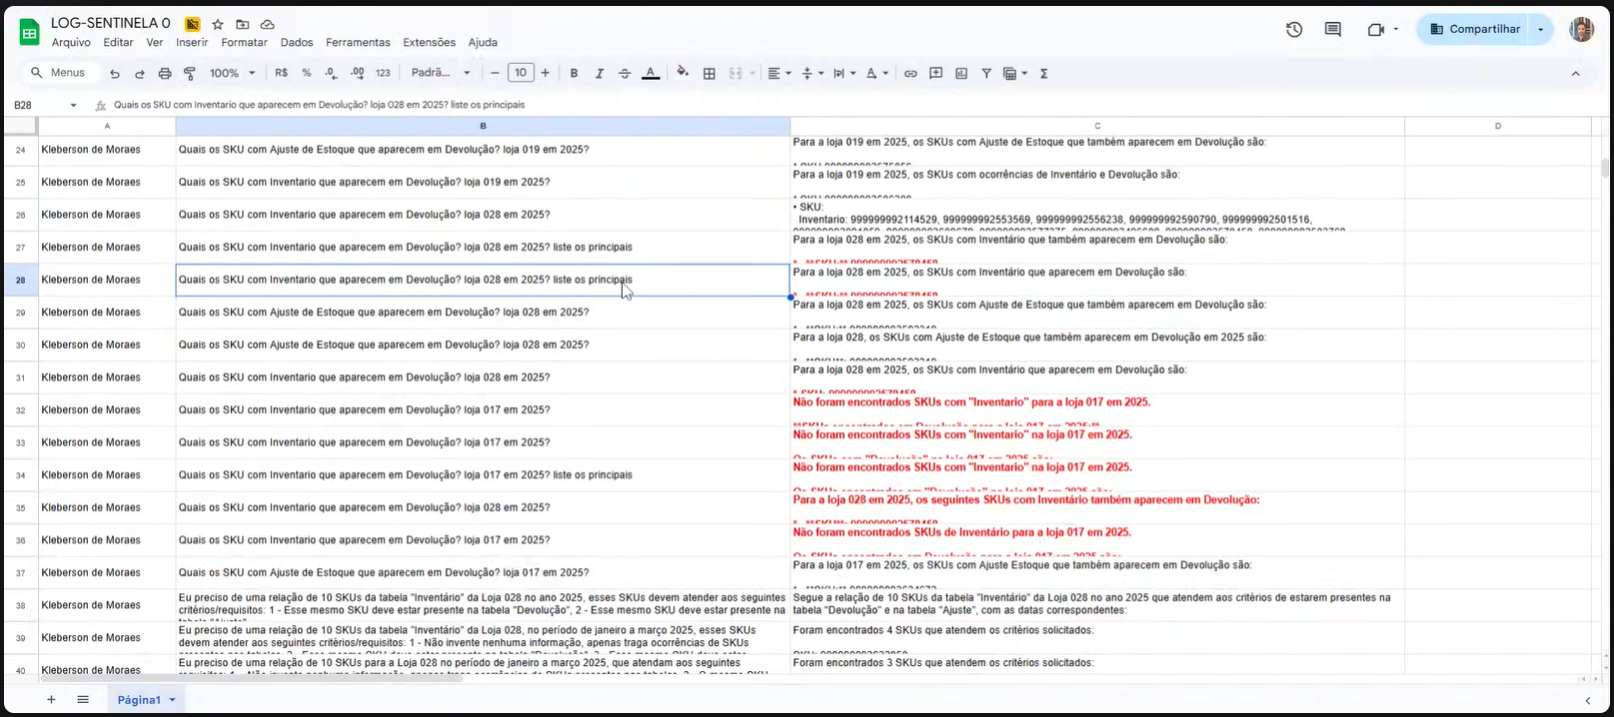 LOG-SENTINELA 0
Arquivo Editar Ver Inserir Formatar Dados Ferramentas Extensões Ajuda
Compartilhar
Menus 100% R$ % .0 .00 123 Padrã... 10 B I A Σ
B28 fx Quais os SKU com Inventario que aparecem em Devolução? loja 028 em 2025? liste os principais
A B C D
24 Kleberson de Moraes Quais os SKU com Ajuste de Estoque que aparecem em Devolução? loja 019 em 2025? Para a loja 019 em 2025, os SKUs com Ajuste de Estoque que também aparecem em Devolução são:
25 Kleberson de Moraes Quais os SKU com Inventario que aparecem em Devolução? loja 019 em 2025? Para a loja 019 em 2025, os SKUs com ocorrências de Inventário e Devolução são:
26 Kleberson de Moraes Quais os SKU com Inventario que aparecem em Devolução? loja 028 em 2025? • SKU:
Inventario: 999999992114529, 999999992553569, 999999992556238, 999999992590790, 999999992501516,
27 Kleberson de Moraes Quais os SKU com Inventario que aparecem em Devolução? loja 028 em 2025? liste os principais Para a loja 028 em 2025, os SKUs com Inventário que também aparecem em Devolução são:
28 Kleberson de Moraes Quais os SKU com Inventario que aparecem em Devolução? loja 028 em 2025? liste os principais Para a loja 028 em 2025, os SKUs com Inventário que aparecem em Devolução são:
29 Kleberson de Moraes Quais os SKU com Ajuste de Estoque que aparecem em Devolução? loja 028 em 2025? Para a loja 028 em 2025, os SKUs com Ajuste de Estoque que também aparecem em Devolução são:
30 Kleberson de Moraes Quais os SKU com Ajuste de Estoque que aparecem em Devolução? loja 028 em 2025? Para a loja 028, os SKUs com Ajuste de Estoque que também aparecem em Devolução em 2025 são:
31 Kleberson de Moraes Quais os SKU com Inventario que aparecem em Devolução? loja 028 em 2025? Para a loja 028 em 2025, os SKUs com Inventário que aparecem em Devolução são:
32 Kleberson de Moraes Quais os SKU com Inventario que aparecem em Devolução? loja 017 em 2025? Não foram encontrados SKUs com "Inventario" para a loja 017 em 2025.
33 Kleberson de Moraes Quais os SKU com Inventario que aparecem em Devolução? loja 017 em 2025? Não foram encontrados SKUs com "Inventario" na loja 017 em 2025.
34 Kleberson de Moraes Quais os SKU com Inventario que aparecem em Devolução? loja 017 em 2025? liste os principais Não foram encontrados SKUs com "Inventario" na loja 017 em 2025.
35 Kleberson de Moraes Quais os SKU com Inventario que aparecem em Devolução? loja 028 em 2025? Para a loja 028 em 2025, os seguintes SKUs com Inventário também aparecem em Devolução:
36 Kleberson de Moraes Quais os SKU com Inventario que aparecem em Devolução? loja 017 em 2025? Não foram encontrados SKUs de Inventário para a loja 017 em 2025.
37 Kleberson de Moraes Quais os SKU com Ajuste de Estoque que aparecem em Devolução? loja 017 em 2025? Para a loja 017 em 2025, os SKUs com Ajuste Estoque que também aparecem em Devolução são:
38 Kleberson de Moraes Eu preciso de uma relação de 10 SKUs da tabela "Inventário" da Loja 028 no ano 2025, esses SKUs devem atender aos seguintes Segue a relação de 10 SKUs da tabela "Inventário" da Loja 028 no ano 2025 que atendem aos critérios de estarem presentes na
critérios/requisitos: 1 - Esse mesmo SKU deve estar presente na tabela "Devolução", 2 - Esse mesmo SKU deve estar presente na tabela "Devolução" e na tabela "Ajuste", com as datas correspondentes:
39 Kleberson de Moraes Eu preciso de uma relação de 10 SKUs da tabela "Inventário" da Loja 028, no período de janeiro a março 2025, esses SKUs Foram encontrados 4 SKUs que atendem os critérios solicitados:
devem atender aos seguintes critérios/requisitos: 1 - Não invente nenhuma informação, apenas traga ocorrências de SKUs
40 Kleberson de Moraes Eu preciso de uma relação de 10 SKUs para a Loja 028 no período de janeiro a março 2025, que atendam aos seguintes Foram encontrados 3 SKUs que atendem os critérios solicitados:
Página1